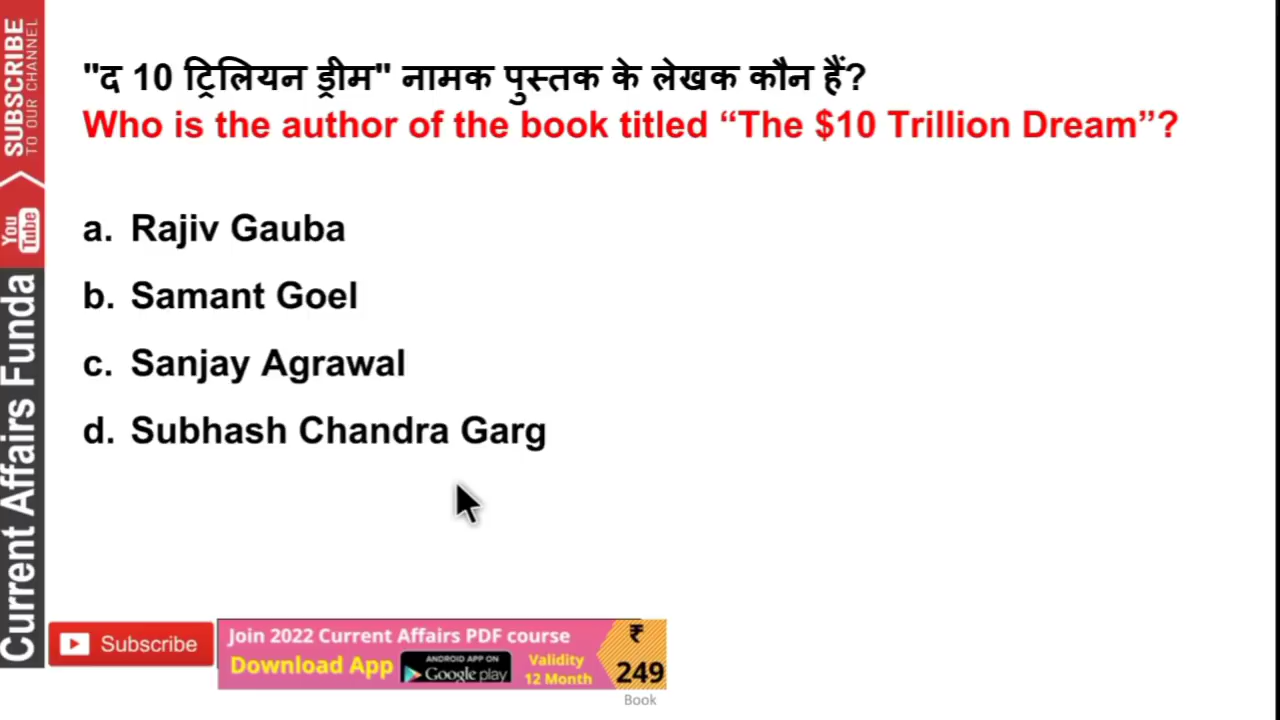 "द 10 ट्रिलियन ड्रीम" नामक पुस्तक के लेखक कौन हैं?
Who is the author of the book titled “The $10 Trillion Dream”?
a. Rajiv Gauba
b. Samant Goel
c. Sanjay Agrawal
d. Subhash Chandra Garg
SUBSCRIBE
TO OUR CHANNEL
You
Tube
Current Affairs Funda
Subscribe
Join 2022 Current Affairs PDF course
Download App
ANDROID APP ON
Google play
Validity
12 Month
₹
249
Book